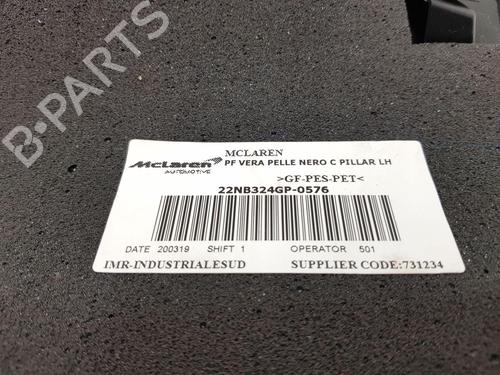 B-PARTS
MCLAREN
McLaren PF VERA PELLE NERO C PILLAR LH
AUTOMOTIVE >GF-PES-PET<
22NB324GP-0576
DATE 200319 SHIFT 1 OPERATOR 501
IMR-INDUSTRIALESUD SUPPLIER CODE:731234